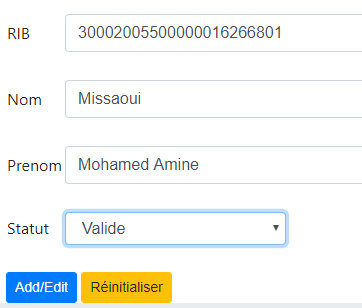 RIB 30002005500000016266801
Nom Missaoui
Prenom Mohamed Amine
Statut Valide
Add/Edit Réinitialiser